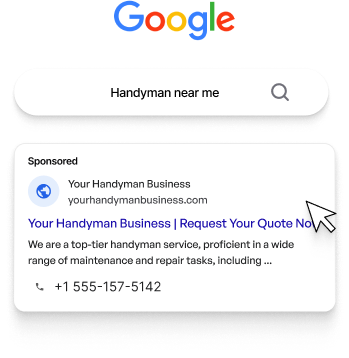 Google
Handyman near me
Sponsored
Your Handyman Business
yourhandymanbusiness.com
Your Handyman Business | Request Your Quote No
We are a top-tier handyman service, proficient in a wide
range of maintenance and repair tasks, including ...
+1 555-157-5142